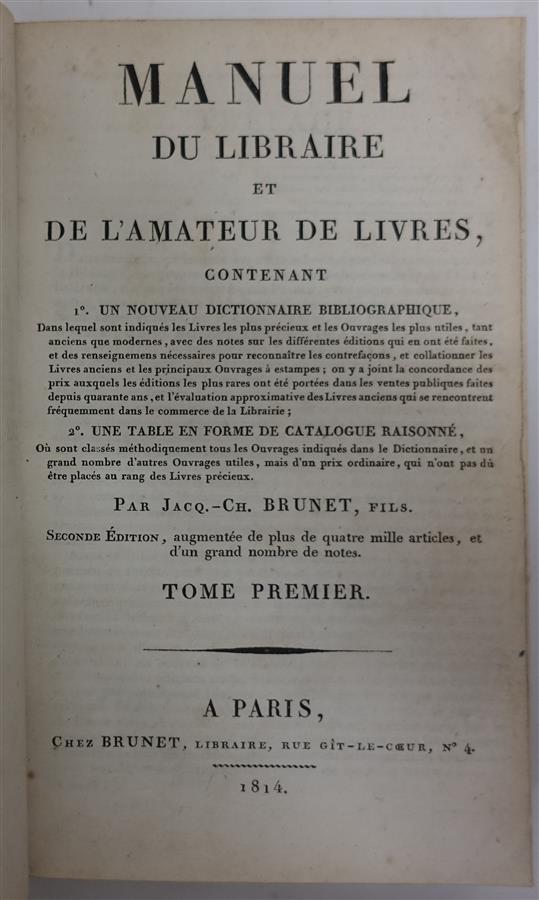 MANUEL
DU LIBRAIRE
ET
DE L'AMATEUR DE LIVRES,
CONTENANT
1°. UN NOUVEAU DICTIONNAIRE BIBLIOGRAPHIQUE,
Dans lequel sont indiqués les Livres les plus précieux et les Ouvrages les plus utiles, tant
anciens que modernes, avec des notes sur les différentes éditions qui en ont été faites,
et des renseignemens nécessaires pour reconnaître les contrefaçons, et collationner les
Livres anciens et les principaux Ouvrages à estampes; on y a joint la concordance des
prix auxquels les éditions les plus rares ont été portées dans les ventes publiques faites
depuis quarante ans, et l'évaluation approximative des Livres anciens qui se rencontrent
fréquemment dans le commerce de la Librairie;
2°. UNE TABLE EN FORME DE CATALOGUE RAISONNÉ,
Où sont classés méthodiquement tous les Ouvrages indiqués dans le Dictionnaire, et un
grand nombre d'autres Ouvrages utiles, mais d'un prix ordinaire, qui n'ont pas dû
être placés au rang des Livres précieux.
PAR JACQ.-CH. BRUNET, FILS.
SECONDE ÉDITION, augmentée de plus de quatre mille articles, et
d'un grand nombre de notes.
TOME PREMIER.
A PARIS,
CHEZ BRUNET, LIBRAIRE, RUE GÎT-LE-CŒUR, N° 4.
1814.